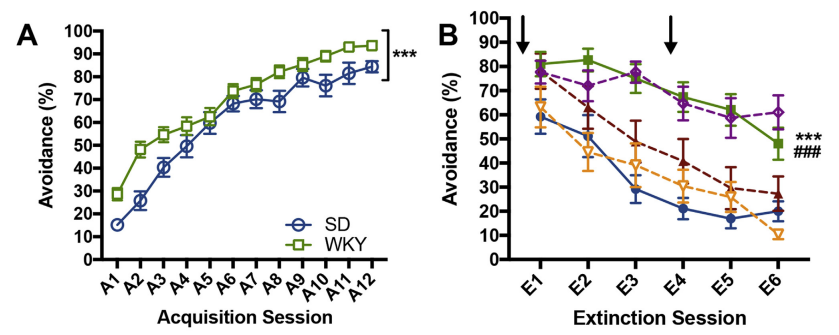 A
Avoidance (%)
100
90
80
70
60
50
40
30
20
10
0
***
SD
WKY
A1
A2
A3
A4
A5
A6
A7
A8
A9
A10
A11
A12
Acquisition Session
B
Avoidance (%)
100
90
80
70
60
50
40
30
20
10
0
***
###
E1
E2
E3
E4
E5
E6
Extinction Session